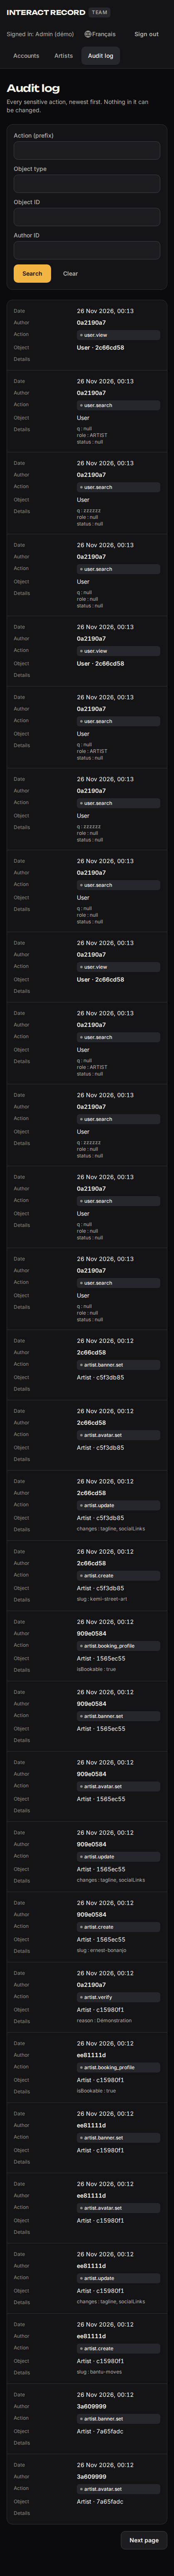 INTERACT RECORD TEAM
Signed in: Admin (démo) Français Sign out
Accounts Artists Audit log
Audit log
Every sensitive action, newest first. Nothing in it can
be changed.
Action (prefix)
Object type
Object ID
Author ID
Search Clear
Date 26 Nov 2026, 00:13
Author 0a2190a7
Action user.view
Object User · 2c66cd58
Details
Date 26 Nov 2026, 00:13
Author 0a2190a7
Action user.search
Object User
Details q : null
role : ARTIST
status : null
Date 26 Nov 2026, 00:13
Author 0a2190a7
Action user.search
Object User
Details q : zzzzzz
role : null
status : null
Date 26 Nov 2026, 00:13
Author 0a2190a7
Action user.search
Object User
Details q : null
role : null
status : null
Date 26 Nov 2026, 00:13
Author 0a2190a7
Action user.view
Object User · 2c66cd58
Details
Date 26 Nov 2026, 00:13
Author 0a2190a7
Action user.search
Object User
Details q : null
role : ARTIST
status : null
Date 26 Nov 2026, 00:13
Author 0a2190a7
Action user.search
Object User
Details q : zzzzzz
role : null
status : null
Date 26 Nov 2026, 00:13
Author 0a2190a7
Action user.search
Object User
Details q : null
role : null
status : null
Date 26 Nov 2026, 00:13
Author 0a2190a7
Action user.view
Object User · 2c66cd58
Details
Date 26 Nov 2026, 00:13
Author 0a2190a7
Action user.search
Object User
Details q : null
role : ARTIST
status : null
Date 26 Nov 2026, 00:13
Author 0a2190a7
Action user.search
Object User
Details q : zzzzzz
role : null
status : null
Date 26 Nov 2026, 00:13
Author 0a2190a7
Action user.search
Object User
Details q : null
role : null
status : null
Date 26 Nov 2026, 00:13
Author 0a2190a7
Action user.search
Object User
Details q : null
role : null
status : null
Date 26 Nov 2026, 00:12
Author 2c66cd58
Action artist.banner.set
Object Artist · c5f3db85
Details
Date 26 Nov 2026, 00:12
Author 2c66cd58
Action artist.avatar.set
Object Artist · c5f3db85
Details
Date 26 Nov 2026, 00:12
Author 2c66cd58
Action artist.update
Object Artist · c5f3db85
Details changes : tagline, socialLinks
Date 26 Nov 2026, 00:12
Author 2c66cd58
Action artist.create
Object Artist · c5f3db85
Details slug : kemi-street-art
Date 26 Nov 2026, 00:12
Author 909e0584
Action artist.booking_profile
Object Artist · 1565ec55
Details isBookable : true
Date 26 Nov 2026, 00:12
Author 909e0584
Action artist.banner.set
Object Artist · 1565ec55
Details
Date 26 Nov 2026, 00:12
Author 909e0584
Action artist.avatar.set
Object Artist · 1565ec55
Details
Date 26 Nov 2026, 00:12
Author 909e0584
Action artist.update
Object Artist · 1565ec55
Details changes : tagline, socialLinks
Date 26 Nov 2026, 00:12
Author 909e0584
Action artist.create
Object Artist · 1565ec55
Details slug : ernest-bonanjo
Date 26 Nov 2026, 00:12
Author 0a2190a7
Action artist.verify
Object Artist · c15980f1
Details reason : Démonstration
Date 26 Nov 2026, 00:12
Author ee81111d
Action artist.booking_profile
Object Artist · c15980f1
Details isBookable : true
Date 26 Nov 2026, 00:12
Author ee81111d
Action artist.banner.set
Object Artist · c15980f1
Details
Date 26 Nov 2026, 00:12
Author ee81111d
Action artist.avatar.set
Object Artist · c15980f1
Details
Date 26 Nov 2026, 00:12
Author ee81111d
Action artist.update
Object Artist · c15980f1
Details changes : tagline, socialLinks
Date 26 Nov 2026, 00:12
Author ee81111d
Action artist.create
Object Artist · c15980f1
Details slug : bantu-moves
Date 26 Nov 2026, 00:12
Author 3a609999
Action artist.banner.set
Object Artist · 7a65fadc
Details
Date 26 Nov 2026, 00:12
Author 3a609999
Action artist.avatar.set
Object Artist · 7a65fadc
Details
Next page